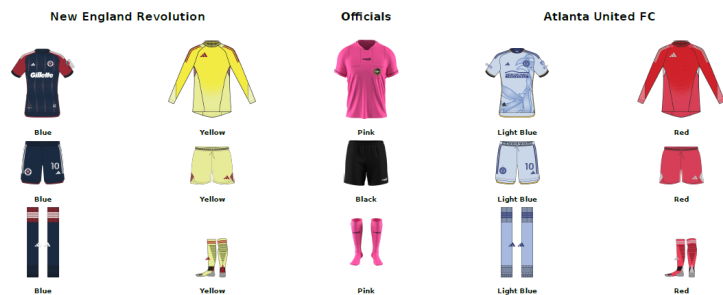 New England Revolution Officials Atlanta United FC
Gillette
Blue Yellow Pink Light Blue Red
10 10
Blue Yellow Black Light Blue Red
Blue Yellow Pink Light Blue Red